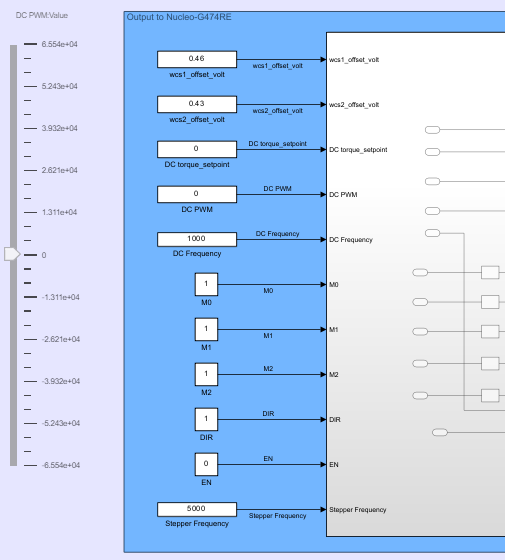 DC PWM:Value
6.554e+04
5.243e+04
3.932e+04
2.621e+04
1.311e+04
0
-1.311e+04
-2.621e+04
-3.932e+04
-5.243e+04
-6.554e+04
Output to Nucleo-G474RE
0.46
wcs1_offset_volt
wcs1_offset_volt
wcs1_offset_volt
0.43
wcs2_offset_volt
wcs2_offset_volt
wcs2_offset_volt
0
DC torque_setpoint
DC torque_setpoint
DC torque_setpoint
0
DC PWM
DC PWM
DC PWM
1000
DC Frequency
DC Frequency
DC Frequency
1
M0
M0
M0
1
M1
M1
M1
1
M2
M2
M2
1
DIR
DIR
DIR
0
EN
EN
EN
5000
Stepper Frequency
Stepper Frequency
Stepper Frequency